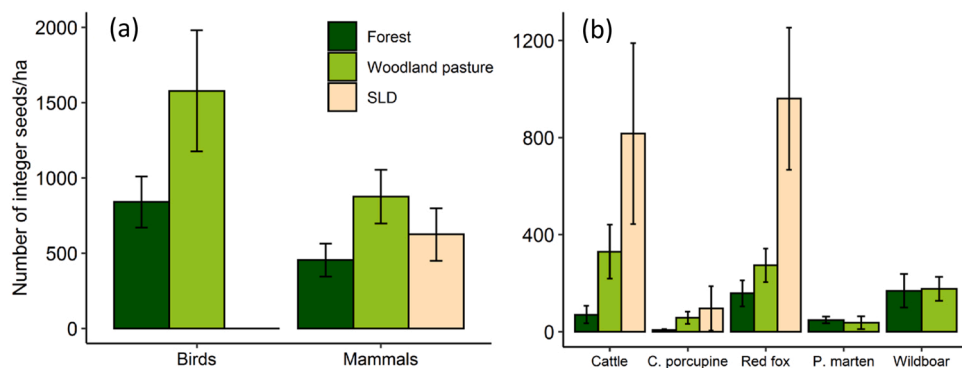 (a)
Number of integer seeds/ha
2000
1500
1000
500
0
Forest
Woodland pasture
SLD
Birds
Mammals
(b)
1200
800
400
0
Cattle
C. porcupine
Red fox
P. marten
Wildboar